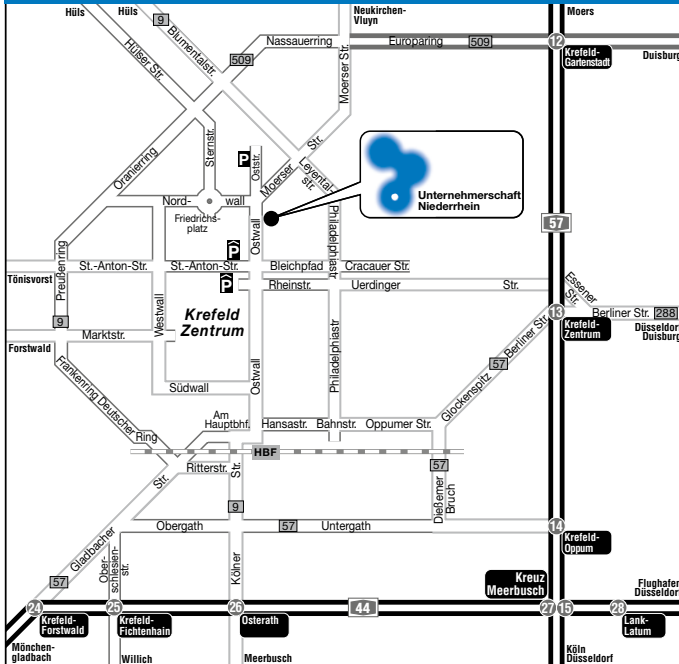 Hüls
Hüls
9
Neukirchen-
Vluyn
Moers
Hülser Str.
Blumentalstr.
509
Nassauerring
Moerser Str.
Europaring
509
12
Krefeld-
Gartenstadt
Duisburg
Oranierring
Sternstr.
P
Oststr.
Moerser
Str.
Leyental-
str.
Unternehmerschaft
Niederrhein
Nord-
wall
Friedrichs-
platz
Ostwall
Philadelphiastr
57
Preußenring
P
Tönisvorst
St.-Anton-Str.
St.-Anton-Str.
Bleichpfad
Cracauer Str.
P
Rheinstr.
Uerdinger
Str.
Essener
Str.
Westwall
Krefeld
Zentrum
9
Marktstr.
13
Berliner Str.
288
Krefeld-
Zentrum
Düsseldorf
Duisburg
Forstwald
Berliner Str.
57
Glockenspitz
Frankenring
Deutscher
Ring
Südwall
Ostwall
Philadelphiastr
Am
Hauptbhf.
Hansastr.
Bahnstr.
Oppumer Str.
HBF
57
Ritterstr.
Str.
Str.
9
Dießemer
Bruch
Gladbacher
Obergath
57
Untergath
14
Krefeld-
Oppum
Ober-
schlesien-
str.
Kölner
57
Kreuz
Meerbusch
Flughafen
Düsseldorf
24
25
26
44
27
15
28
Krefeld-
Forstwald
Krefeld-
Fichtenhain
Osterath
Lank-
Latum
Mönchen-
gladbach
Willich
Meerbusch
Köln
Düsseldorf